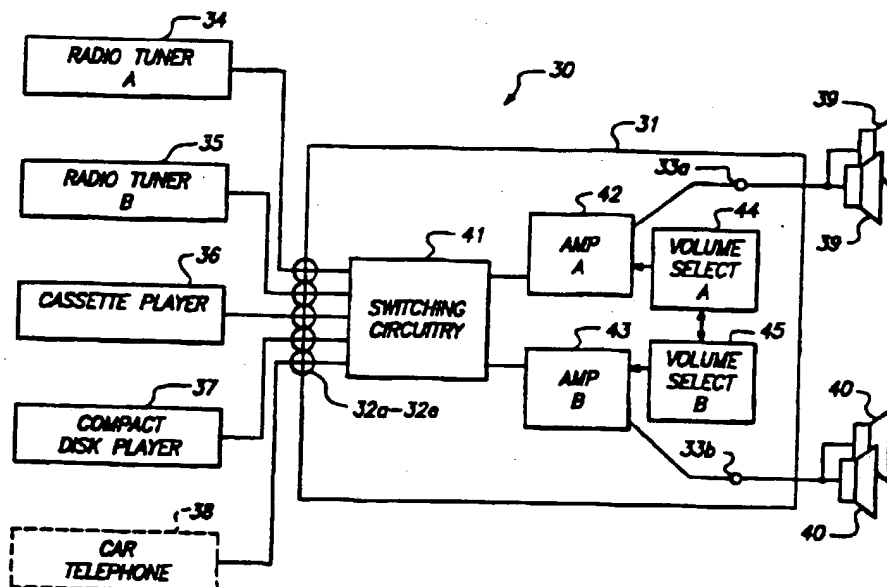 34
RADIO TUNER
A
30
39
35
31
RADIO TUNER
B
33a
42
44
36
41
AMP
A
VOLUME
SELECT
A
39
CASSETTE PLAYER
SWITCHING
CIRCUITRY
43
45
37
AMP
B
VOLUME
SELECT
B
COMPACT
DISK PLAYER
32a-32e
40
33b
38
CAR
TELEPHONE
40